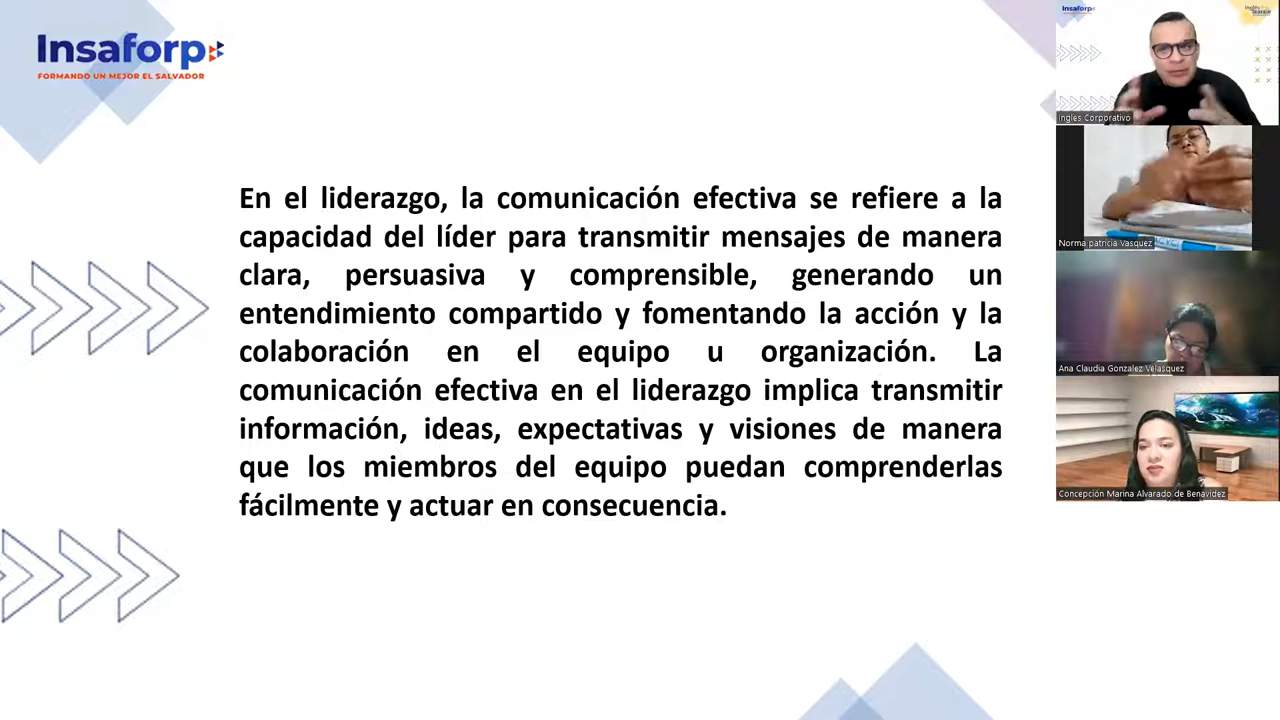 Insaforp
FORMANDO UN MEJOR EL SALVADOR
En el liderazgo, la comunicación efectiva se refiere a la
capacidad del líder para transmitir mensajes de manera
clara, persuasiva y comprensible, generando un
entendimiento compartido y fomentando la acción y la
colaboración en el equipo u organización. La
comunicación efectiva en el liderazgo implica transmitir
información, ideas, expectativas y visiones de manera
que los miembros del equipo puedan comprenderlas
fácilmente y actuar en consecuencia.
Insaforp
Ingles Corporativo
Norma patricia Vasquez
Ana Claudia Gonzalez Velasquez
Concepción Marina Alvarado de Benavidez